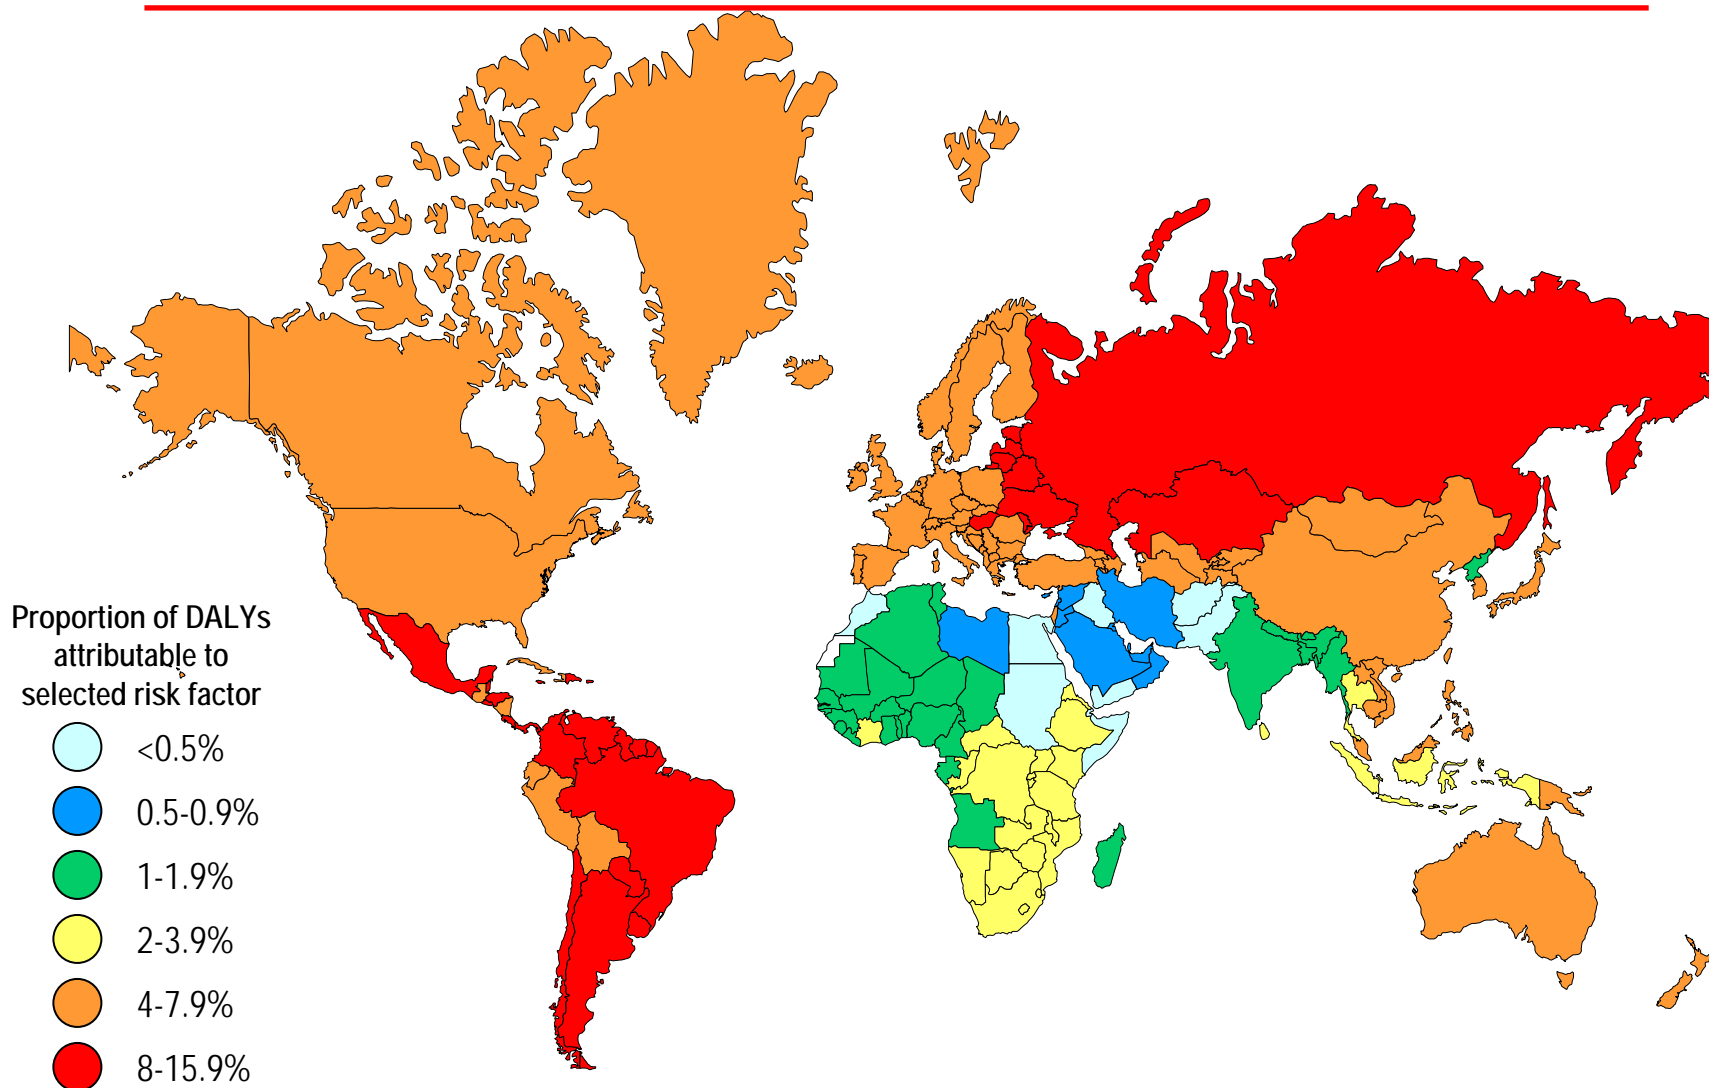 Proportion of DALYs
attributable to
selected risk factor
<0.5%
0.5-0.9%
1-1.9%
2-3.9%
4-7.9%
8-15.9%